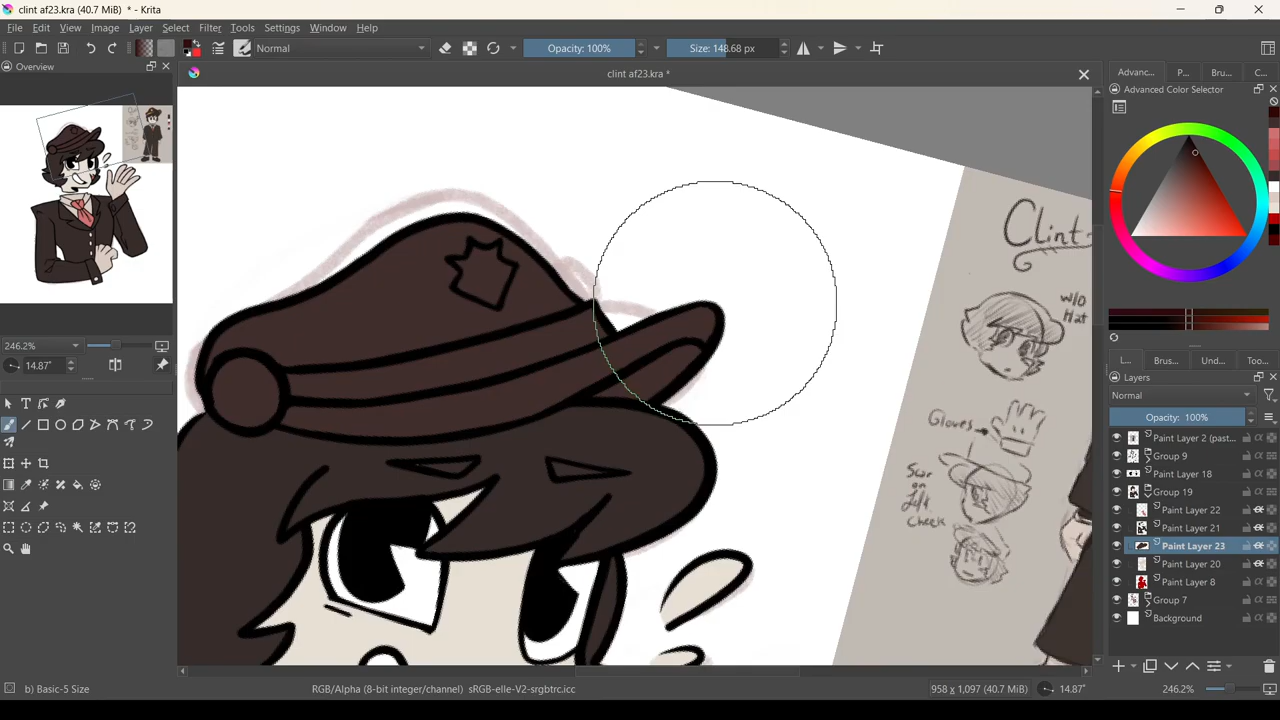 clint af23.kra (40.7 MiB) * - Krita
File Edit View Image Layer Select Filter Tools Settings Window Help
Normal
Opacity: 100%
Size: 148.68 px
Overview
clint af23.kra *
Advanc...
P...
Bru...
C...
Advanced Color Selector
246.2%
14.87°
Clint
w/o
Hat
Gloves
Scar
on
Left
Cheek
L...
Brus...
Und...
Too...
Layers
Normal
Opacity: 100%
Paint Layer 2 (past...
Group 9
Paint Layer 18
Group 19
Paint Layer 22
Paint Layer 21
Paint Layer 23
Paint Layer 20
Paint Layer 8
Group 7
Background
b) Basic-5 Size
RGB/Alpha (8-bit integer/channel) sRGB-elle-V2-srgbtrc.icc
958 x 1,097 (40.7 MiB)
14.87°
246.2%